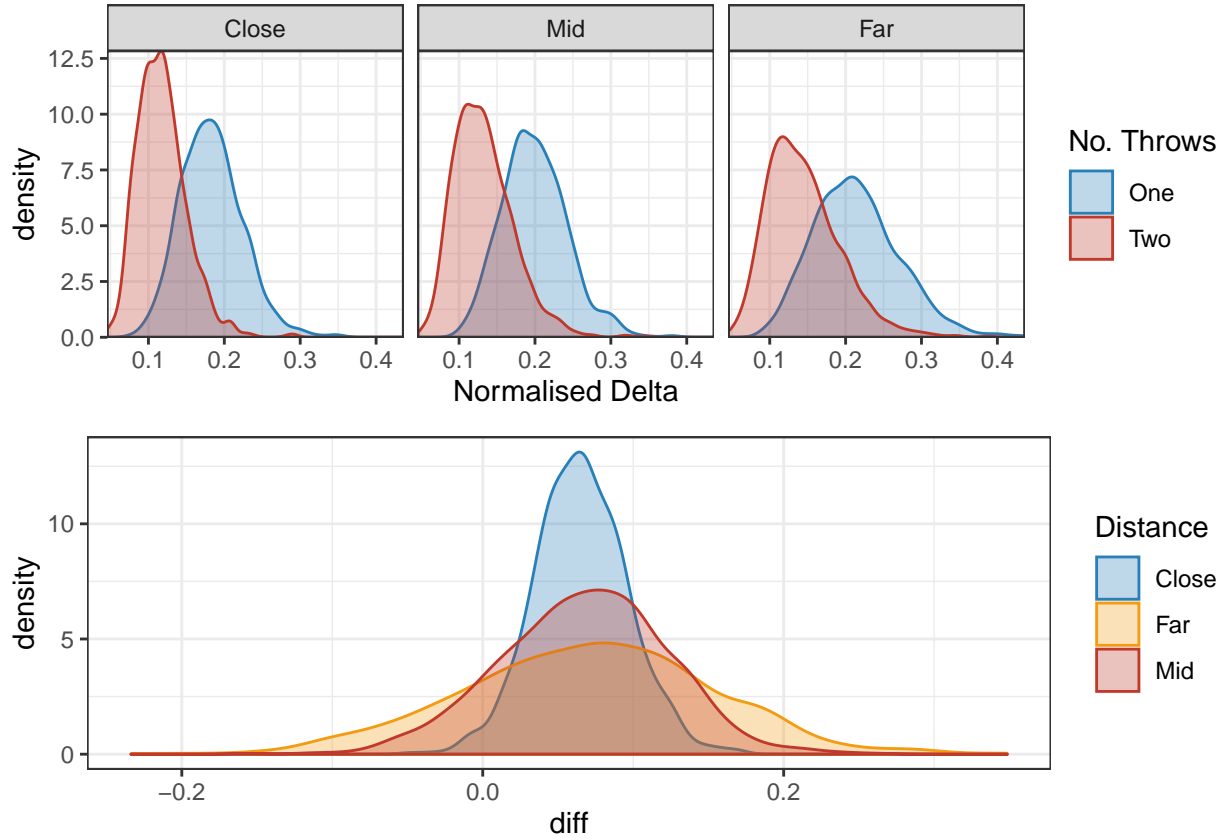 Close Mid Far
12.5
10.0
7.5
5.0
2.5
0.0
density
0.1 0.2 0.3 0.4 0.1 0.2 0.3 0.4 0.1 0.2 0.3 0.4
Normalised Delta
No. Throws
One
Two
10
5
0
density
−0.2 0.0 0.2
diff
Distance
Close
Far
Mid